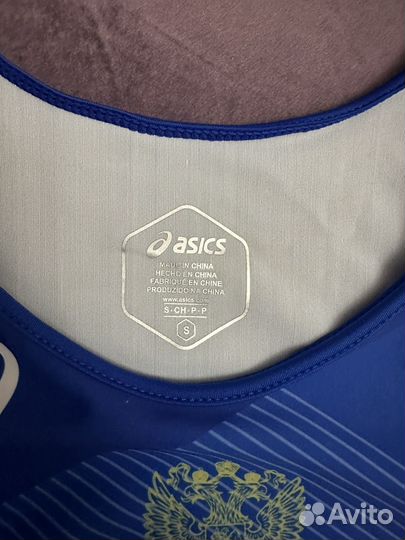 asics
MADE IN CHINA
HECHO EN CHINA
FABRIQUÉ EN CHINE
PRODUZIDO NA CHINA
www.asics.com
S•CH•P•P
S
Avito